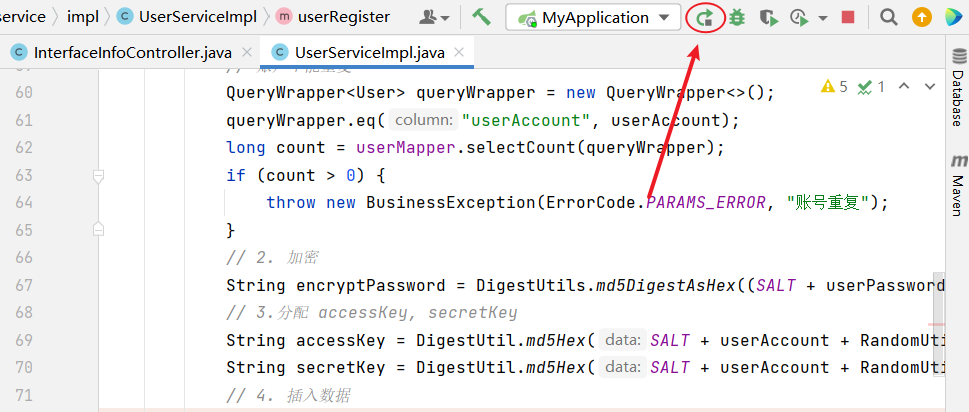 service > impl > UserServiceImpl > userRegister MyApplication
InterfaceInfoController.java UserServiceImpl.java
60 QueryWrapper<User> queryWrapper = new QueryWrapper<>(); 5 1
61 queryWrapper.eq( column: "userAccount", userAccount);
62 long count = userMapper.selectCount(queryWrapper);
63 if (count > 0) {
64 throw new BusinessException(ErrorCode.PARAMS_ERROR, "账号重复");
65 }
66 // 2. 加密
67 String encryptPassword = DigestUtils.md5DigestAsHex((SALT + userPassword
68 // 3.分配 accessKey, secretKey
69 String accessKey = DigestUtil.md5Hex( data: SALT + userAccount + RandomUti
70 String secretKey = DigestUtil.md5Hex( data: SALT + userAccount + RandomUti
71 // 4. 插入数据
Database
m Maven